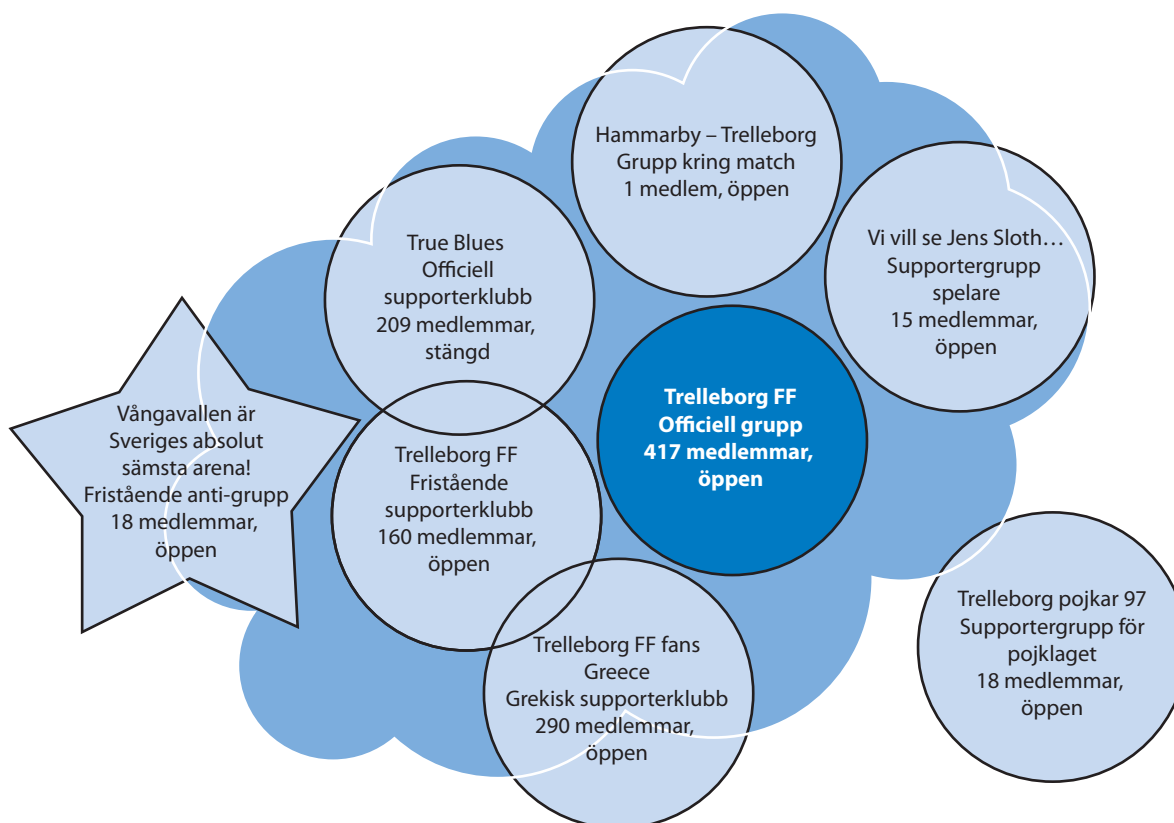 Hammarby – Trelleborg
Grupp kring match
1 medlem, öppen
True Blues
Officiell
supporterklubb
209 medlemmar,
stängd
Vi vill se Jens Sloth…
Supportergrupp
spelare
15 medlemmar,
öppen
Trelleborg FF
Officiell grupp
417 medlemmar,
öppen
Vångavallen är
Sveriges absolut
sämsta arena!
Fristående anti-grupp
18 medlemmar,
öppen
Trelleborg FF
Fristående
supporterklubb
160 medlemmar,
öppen
Trelleborg FF fans
Greece
Grekisk supporterklubb
290 medlemmar,
öppen
Trelleborg pojkar 97
Supportergrupp för
pojklaget
18 medlemmar,
öppen